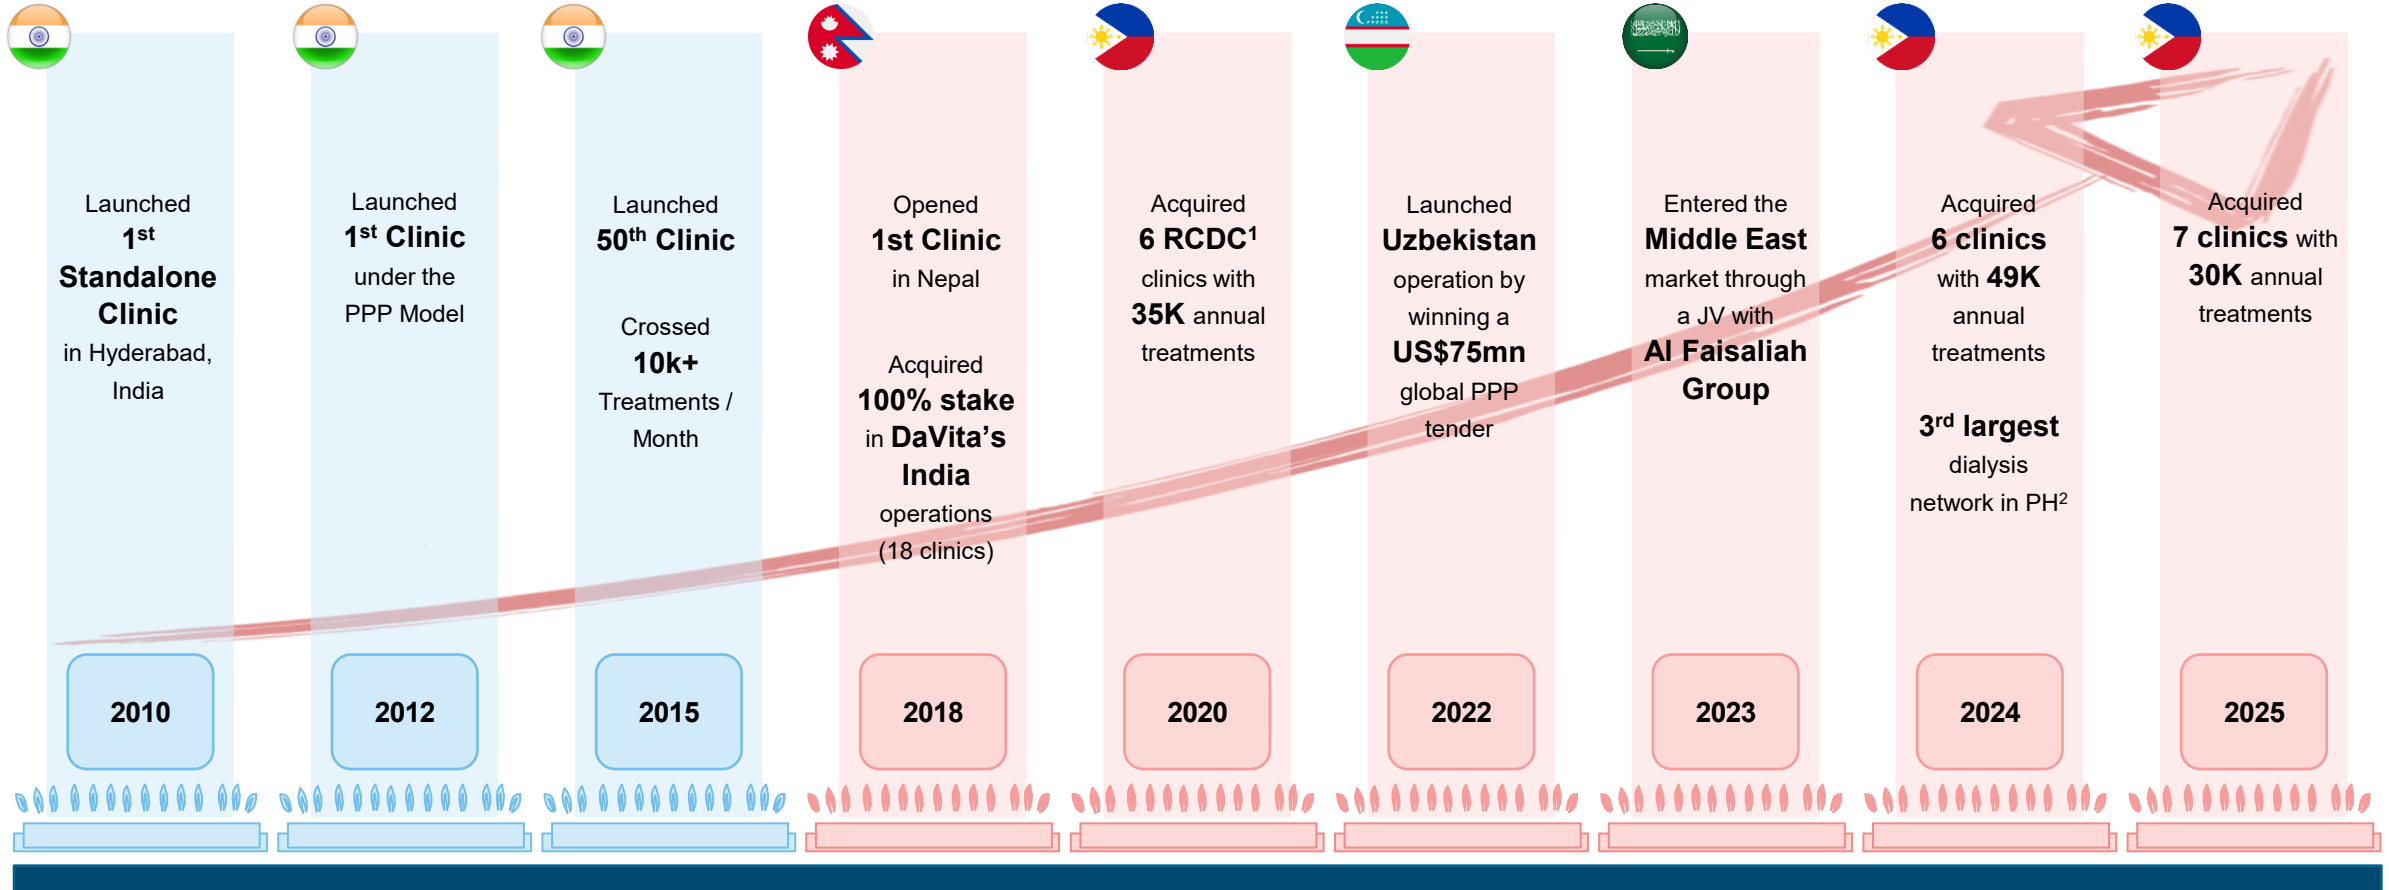 Launched
1st
Standalone
Clinic
in Hyderabad,
India
2010
Launched
1st Clinic
under the
PPP Model
2012
Launched
50th Clinic
Crossed
10k+
Treatments /
Month
2015
Opened
1st Clinic
in Nepal
Acquired
100% stake
in DaVita’s
India
operations
(18 clinics)
2018
Acquired
6 RCDC1
clinics with
35K annual
treatments
2020
Launched
Uzbekistan
operation by
winning a
US$75mn
global PPP
tender
2022
Entered the
Middle East
market through
a JV with
Al Faisaliah
Group
2023
Acquired
6 clinics
with 49K
annual
treatments
3rd largest
dialysis
network in PH2
2024
Acquired
7 clinics with
30K annual
treatments
2025